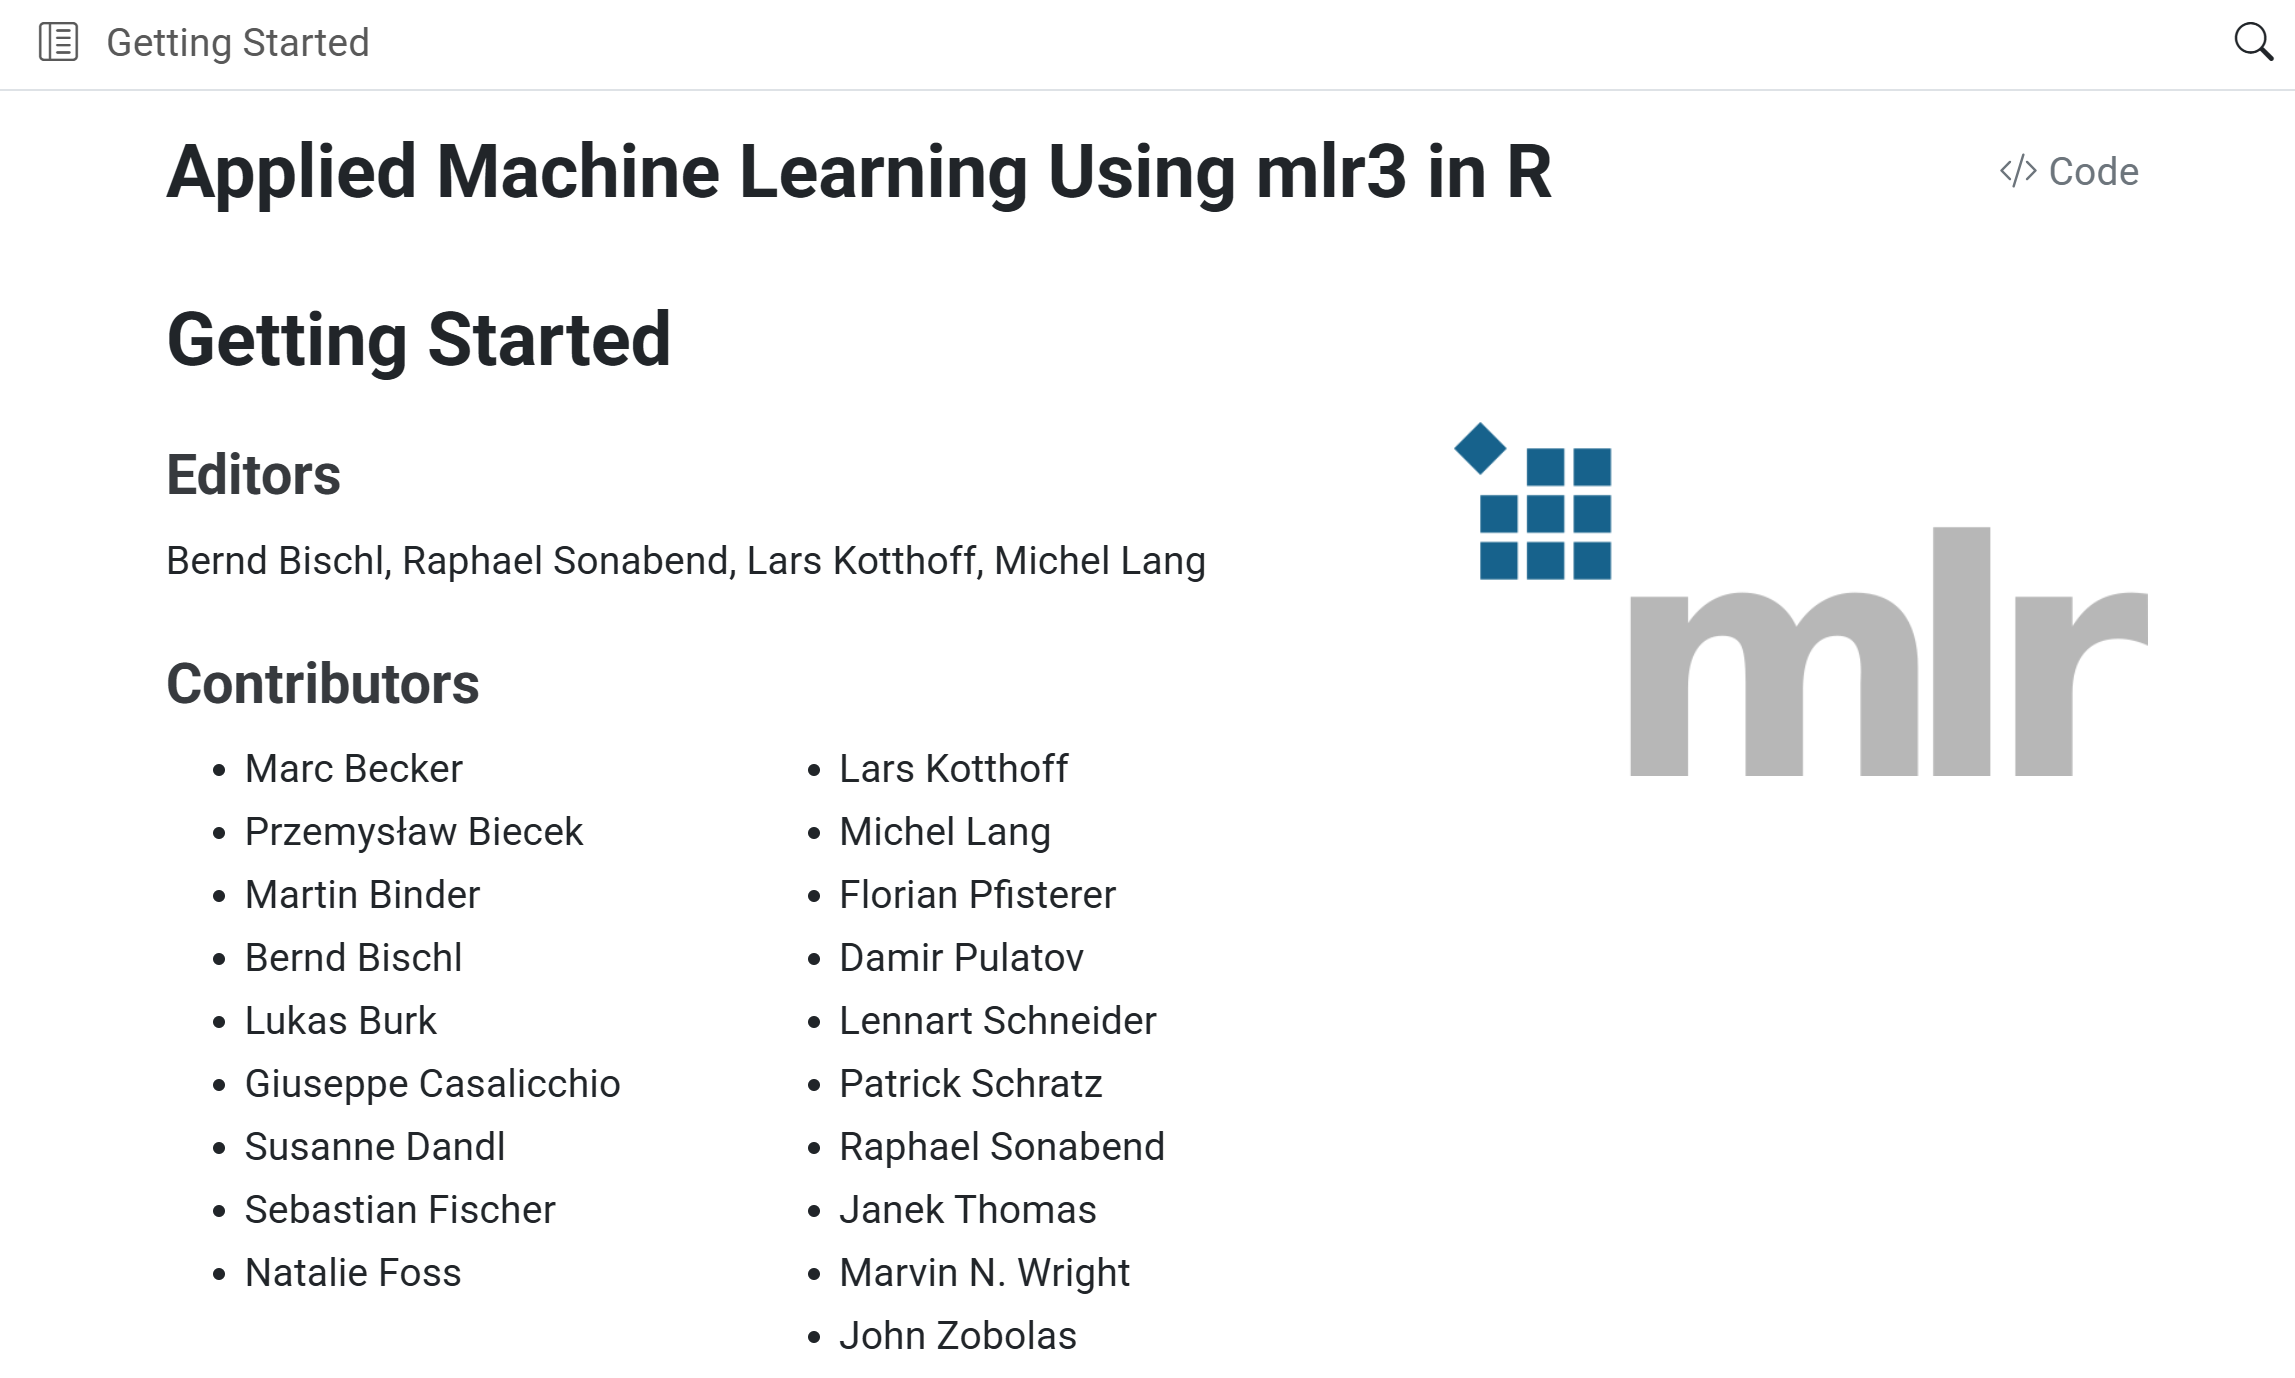 Getting Started
Applied Machine Learning Using mlr3 in R
Code
Getting Started
Editors
Bernd Bischl, Raphael Sonabend, Lars Kotthoff, Michel Lang
mlr
Contributors
Marc Becker
Przemysław Biecek
Martin Binder
Bernd Bischl
Lukas Burk
Giuseppe Casalicchio
Susanne Dandl
Sebastian Fischer
Natalie Foss
Lars Kotthoff
Michel Lang
Florian Pfisterer
Damir Pulatov
Lennart Schneider
Patrick Schratz
Raphael Sonabend
Janek Thomas
Marvin N. Wright
John Zobolas